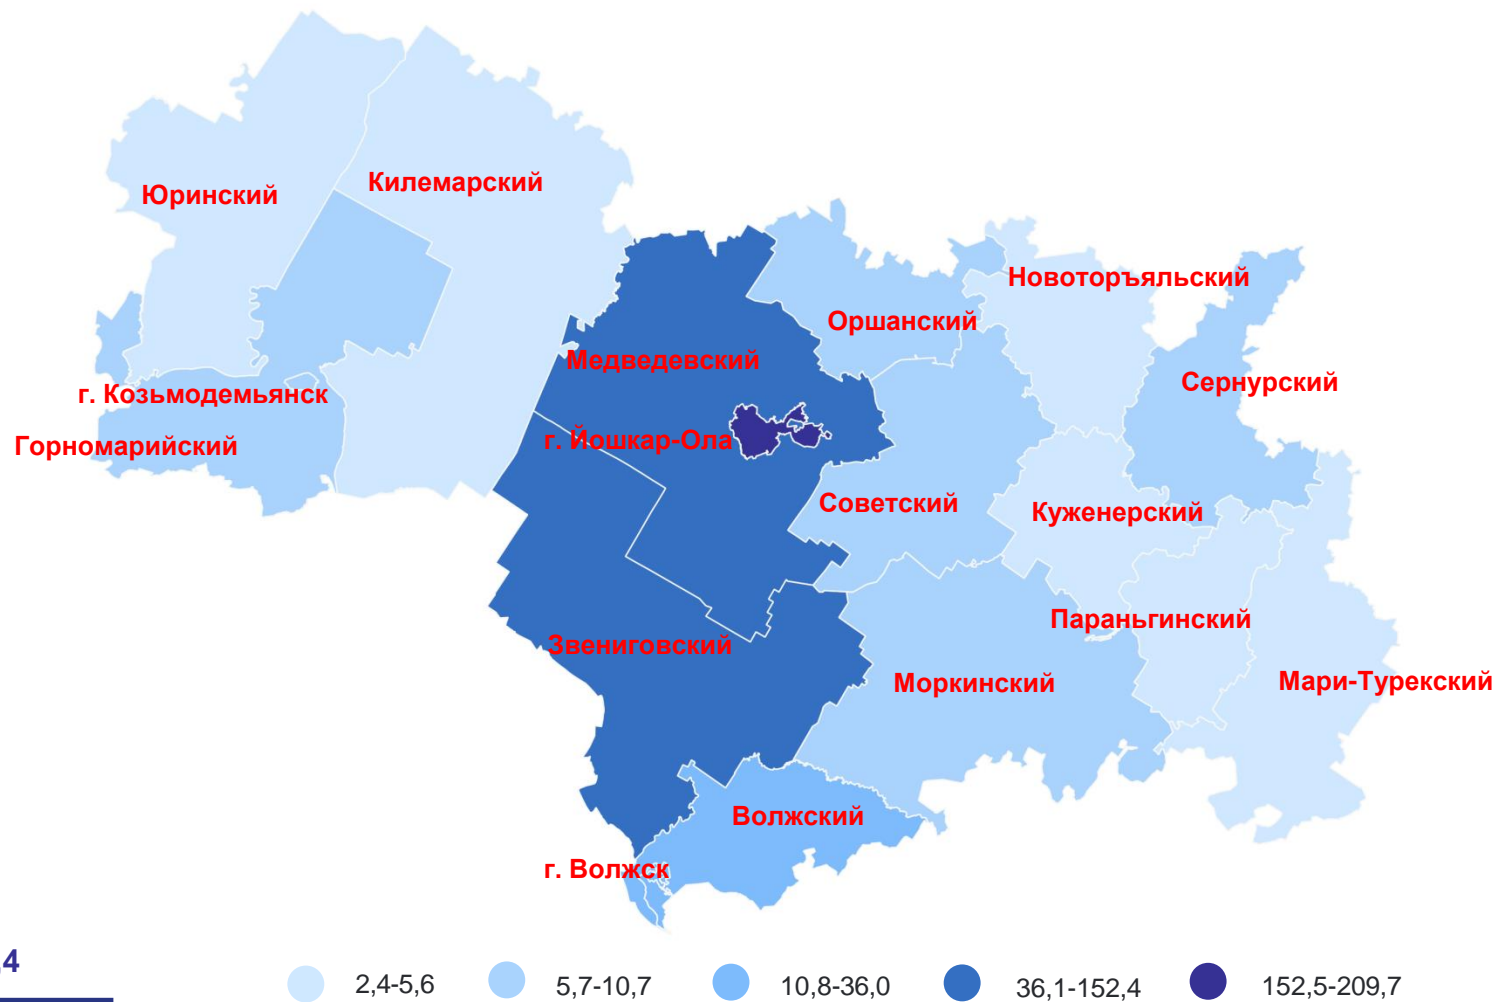 Килемарский
Юринский
Новоторъяльский
Оршанский
Медведевский
Сернурский
г. Козьмодемьянск
г. Йошкар-Ола
Горномарийский
Советский
Куженерский
Параньгинский
Звениговский
Моркинский
Мари-Турекский
Волжский
г. Волжск
,4
2,4-5,6
5,7-10,7
10,8-36,0
36,1-152,4
152,5-209,7